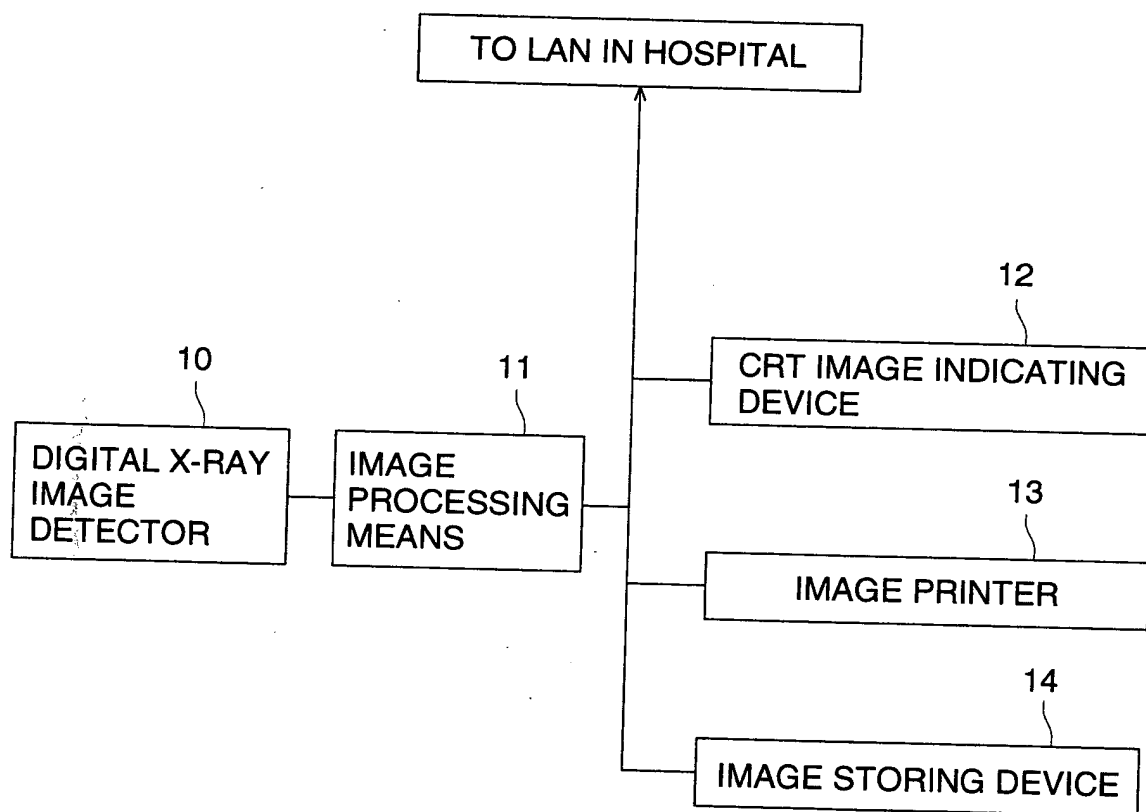 TO LAN IN HOSPITAL
12
CRT IMAGE INDICATING
DEVICE
10
DIGITAL X-RAY
IMAGE
DETECTOR
11
IMAGE
PROCESSING
MEANS
13
IMAGE PRINTER
14
IMAGE STORING DEVICE